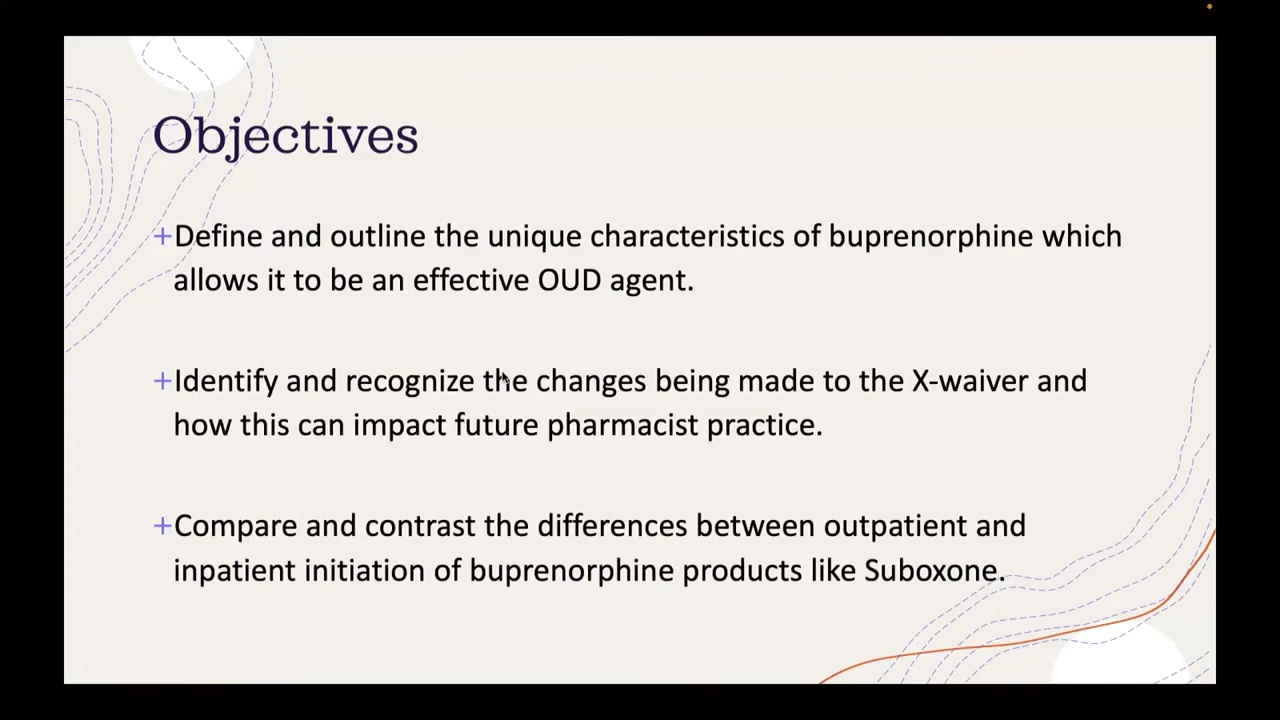 Objectives
+Define and outline the unique characteristics of buprenorphine which
allows it to be an effective OUD agent.
+Identify and recognize the changes being made to the X-waiver and
how this can impact future pharmacist practice.
+Compare and contrast the differences between outpatient and
inpatient initiation of buprenorphine products like Suboxone.